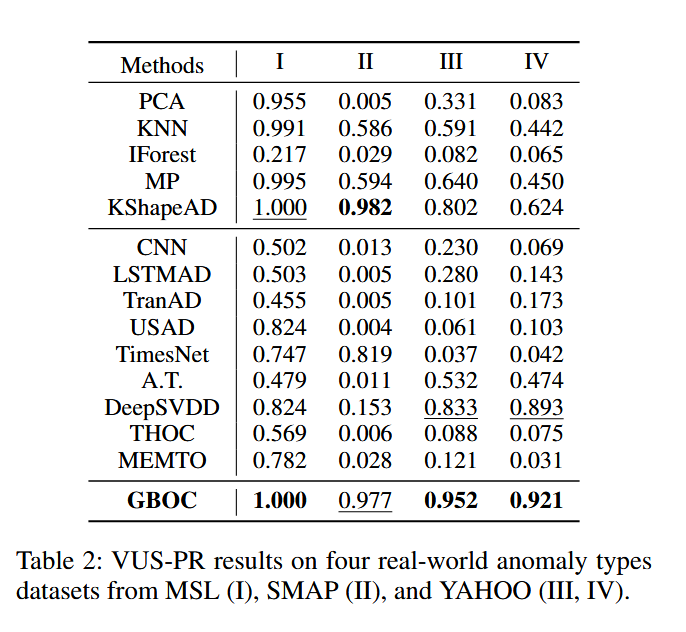 Methods I II III IV
PCA 0.955 0.005 0.331 0.083
KNN 0.991 0.586 0.591 0.442
IForest 0.217 0.029 0.082 0.065
MP 0.995 0.594 0.640 0.450
KShapeAD 1.000 0.982 0.802 0.624
CNN 0.502 0.013 0.230 0.069
LSTMAD 0.503 0.005 0.280 0.143
TranAD 0.455 0.005 0.101 0.173
USAD 0.824 0.004 0.061 0.103
TimesNet 0.747 0.819 0.037 0.042
A.T. 0.479 0.011 0.532 0.474
DeepSVDD 0.824 0.153 0.833 0.893
THOC 0.569 0.006 0.088 0.075
MEMTO 0.782 0.028 0.121 0.031
GBOC 1.000 0.977 0.952 0.921
Table 2: VUS-PR results on four real-world anomaly types
datasets from MSL (I), SMAP (II), and YAHOO (III, IV).